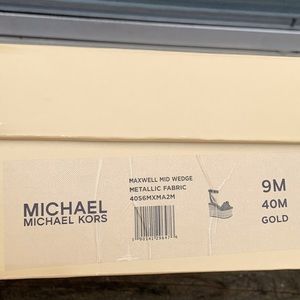 MAXWELL MID WEDGE
METALLIC FABRIC
40S6MXMA2M
MICHAEL
MICHAEL KORS
9M
40M
GOLD